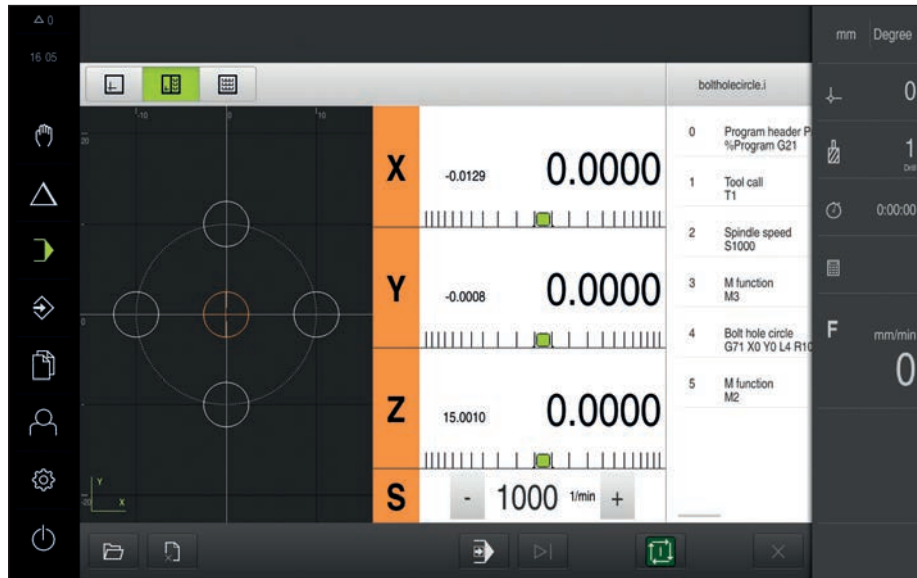 0
16 05
mm Degree
boltholecircle.i
-10 0 10
20
0
-20
Y
X
X -0.0129 0.0000
Y -0.0008 0.0000
Z 15.0010 0.0000
S - 1000 1/min +
0 Program header P
%Program G21
1 Tool call
T1
2 Spindle speed
S1000
3 M function
M3
4 Bolt hole circle
G71 X0 Y0 L4 R10
5 M function
M2
0
1
Drill
0:00:00
F mm/min
0